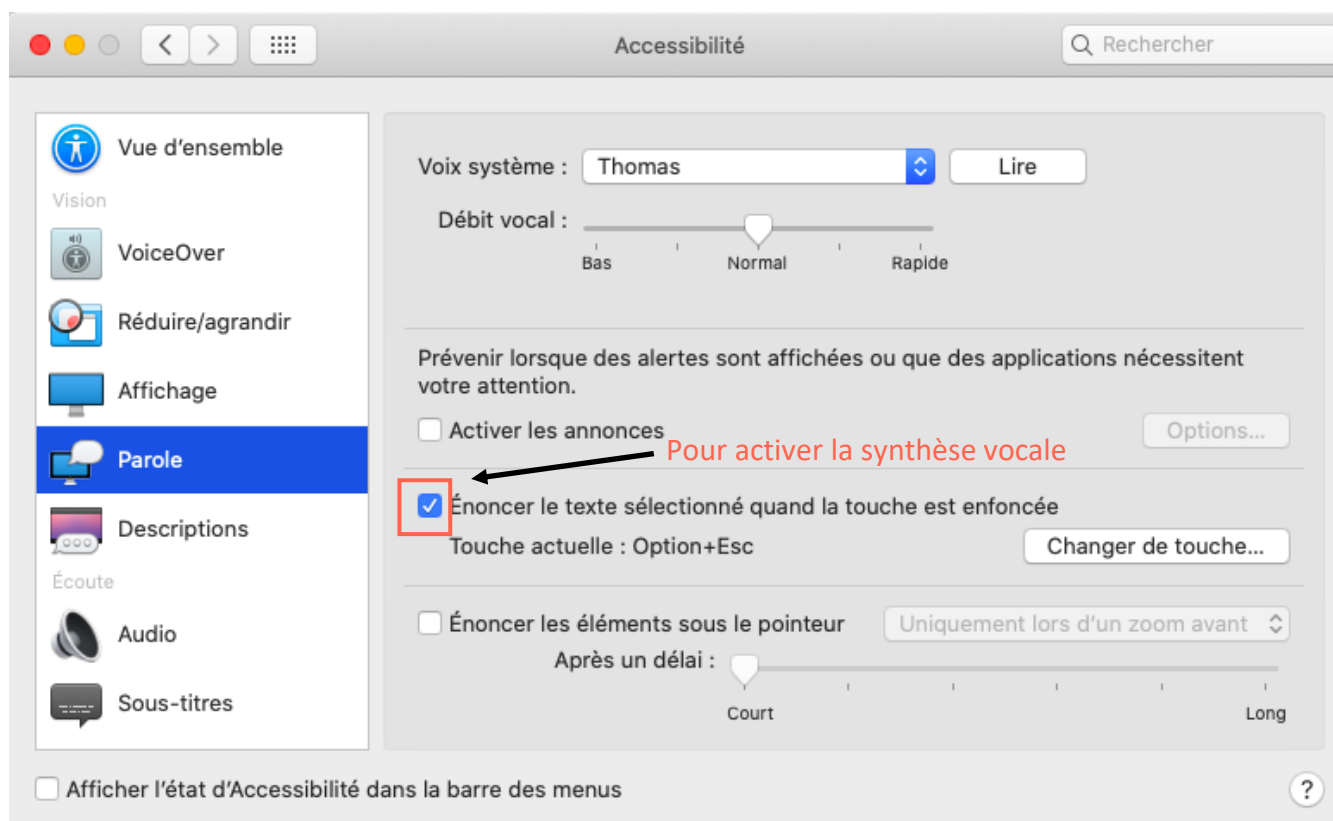 Accessibilité
Rechercher
Vue d'ensemble
Vision
VoiceOver
Réduire/agrandir
Affichage
Parole
Descriptions
Écoute
Audio
Sous-titres
Voix système :
Thomas
Lire
Débit vocal :
Bas
Normal
Rapide
Prévenir lorsque des alertes sont affichées ou que des applications nécessitent
votre attention.
Activer les annonces
Options...
Pour activer la synthèse vocale
Énoncer le texte sélectionné quand la touche est enfoncée
Touche actuelle : Option+Esc
Changer de touche...
Énoncer les éléments sous le pointeur
Uniquement lors d'un zoom avant
Après un délai :
Court
Long
Afficher l'état d'Accessibilité dans la barre des menus
?